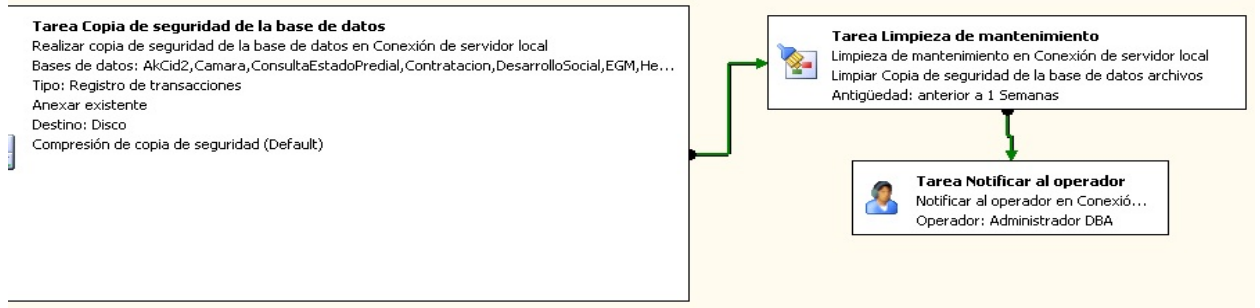 Tarea Copia de seguridad de la base de datos
Realizar copia de seguridad de la base de datos en Conexión de servidor local
Bases de datos: AkCid2,Camara,ConsultaEstadoPredial,Contratacion,DesarrolloSocial,EGM,He...
Tipo: Registro de transacciones
Anexar existente
Destino: Disco
Compresión de copia de seguridad (Default)
Tarea Limpieza de mantenimiento
Limpieza de mantenimiento en Conexión de servidor local
Limpiar Copia de seguridad de la base de datos archivos
Antigüedad: anterior a 1 Semanas
Tarea Notificar al operador
Notificar al operador en Conexió...
Operador: Administrador DBA